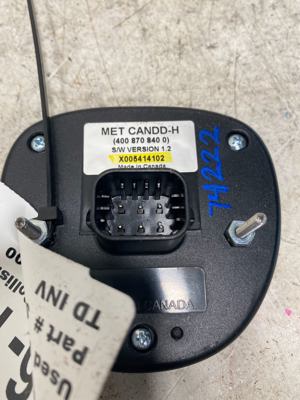 MET CANDD-H
(400 870 840 0)
S/W VERSION 1.2
X005414102
Made in Canada
74222
CANADA
Used
Part #
TD INV